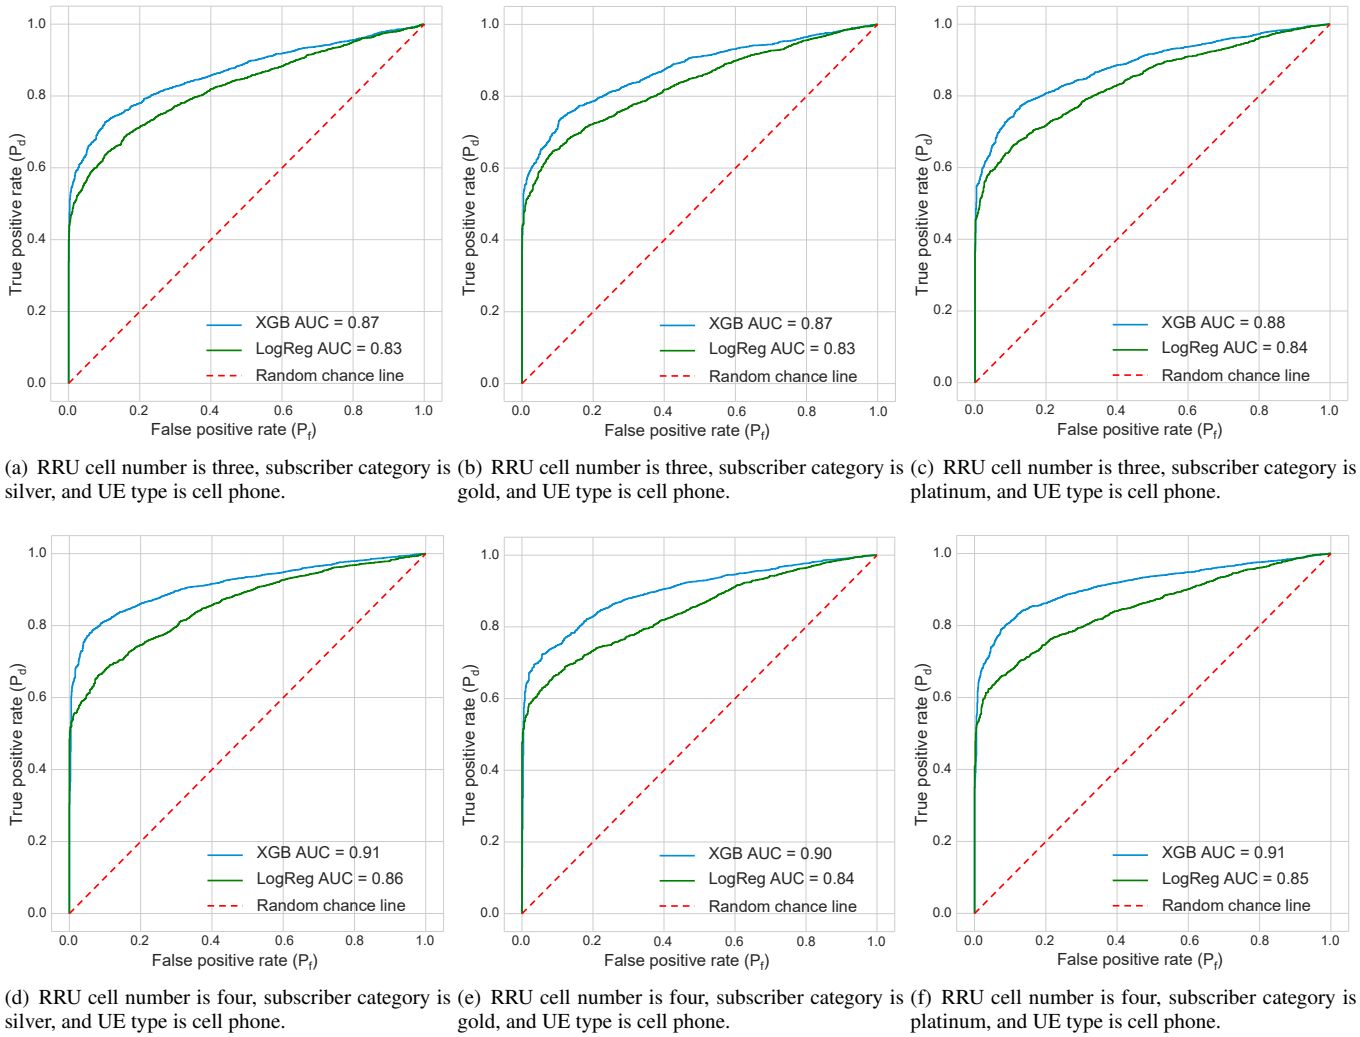 1.0
0.8
0.6
0.4
0.2
0.0
True positive rate (P_d)
XGB AUC = 0.87
LogReg AUC = 0.83
Random chance line
0.0 0.2 0.4 0.6 0.8 1.0
False positive rate (P_f)
1.0
0.8
0.6
0.4
0.2
0.0
True positive rate (P_d)
XGB AUC = 0.87
LogReg AUC = 0.83
Random chance line
0.0 0.2 0.4 0.6 0.8 1.0
False positive rate (P_f)
1.0
0.8
0.6
0.4
0.2
0.0
True positive rate (P_d)
XGB AUC = 0.88
LogReg AUC = 0.84
Random chance line
0.0 0.2 0.4 0.6 0.8 1.0
False positive rate (P_f)
(a) RRU cell number is three, subscriber category is
silver, and UE type is cell phone.
(b) RRU cell number is three, subscriber category is
gold, and UE type is cell phone.
(c) RRU cell number is three, subscriber category is
platinum, and UE type is cell phone.
1.0
0.8
0.6
0.4
0.2
0.0
True positive rate (P_d)
XGB AUC = 0.91
LogReg AUC = 0.86
Random chance line
0.0 0.2 0.4 0.6 0.8 1.0
False positive rate (P_f)
1.0
0.8
0.6
0.4
0.2
0.0
True positive rate (P_d)
XGB AUC = 0.90
LogReg AUC = 0.84
Random chance line
0.0 0.2 0.4 0.6 0.8 1.0
False positive rate (P_f)
1.0
0.8
0.6
0.4
0.2
0.0
True positive rate (P_d)
XGB AUC = 0.91
LogReg AUC = 0.85
Random chance line
0.0 0.2 0.4 0.6 0.8 1.0
False positive rate (P_f)
(d) RRU cell number is four, subscriber category is
silver, and UE type is cell phone.
(e) RRU cell number is four, subscriber category is
gold, and UE type is cell phone.
(f) RRU cell number is four, subscriber category is
platinum, and UE type is cell phone.